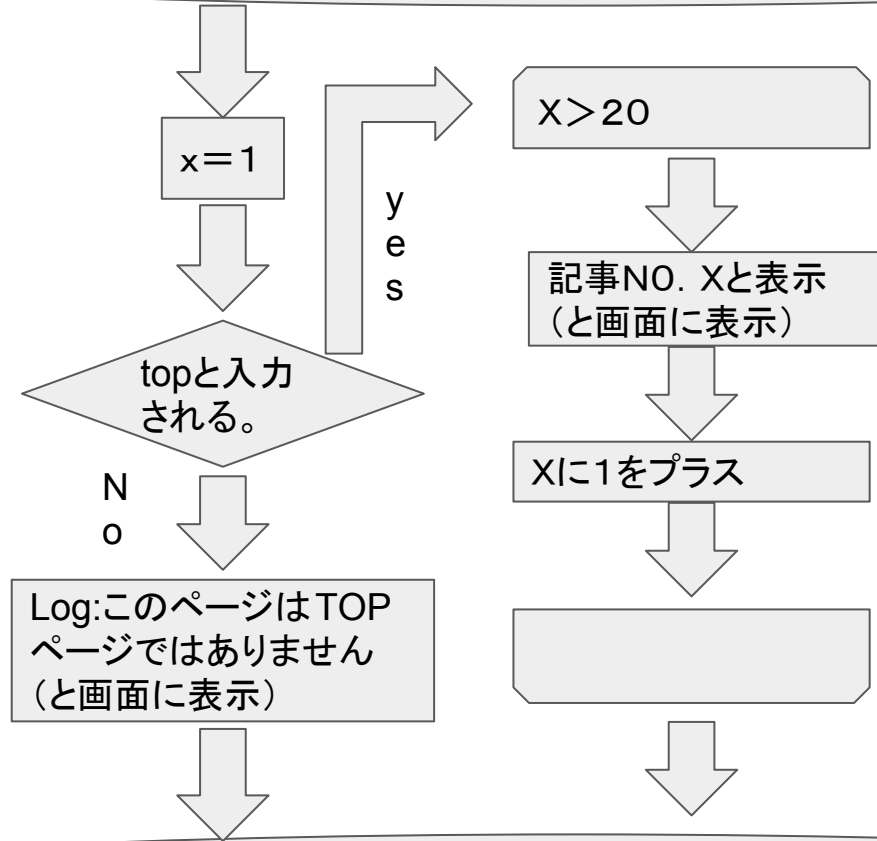 x＝1
topと入力
される。
yes
No
Log:このページはTOP
ページではありません
（と画面に表示）
X＞20
記事NO．Xと表示
（と画面に表示）
Xに1をプラス